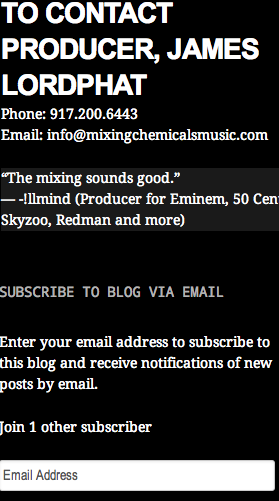 TO CONTACT
PRODUCER, JAMES
LORDPHAT
Phone: 917.200.6443
Email: info@mixingchemicalsmusic.com
“The mixing sounds good.”
— -!llmind (Producer for Eminem, 50 Cen
Skyzoo, Redman and more)
SUBSCRIBE TO BLOG VIA EMAIL
Enter your email address to subscribe to
this blog and receive notifications of new
posts by email.
Join 1 other subscriber
Email Address